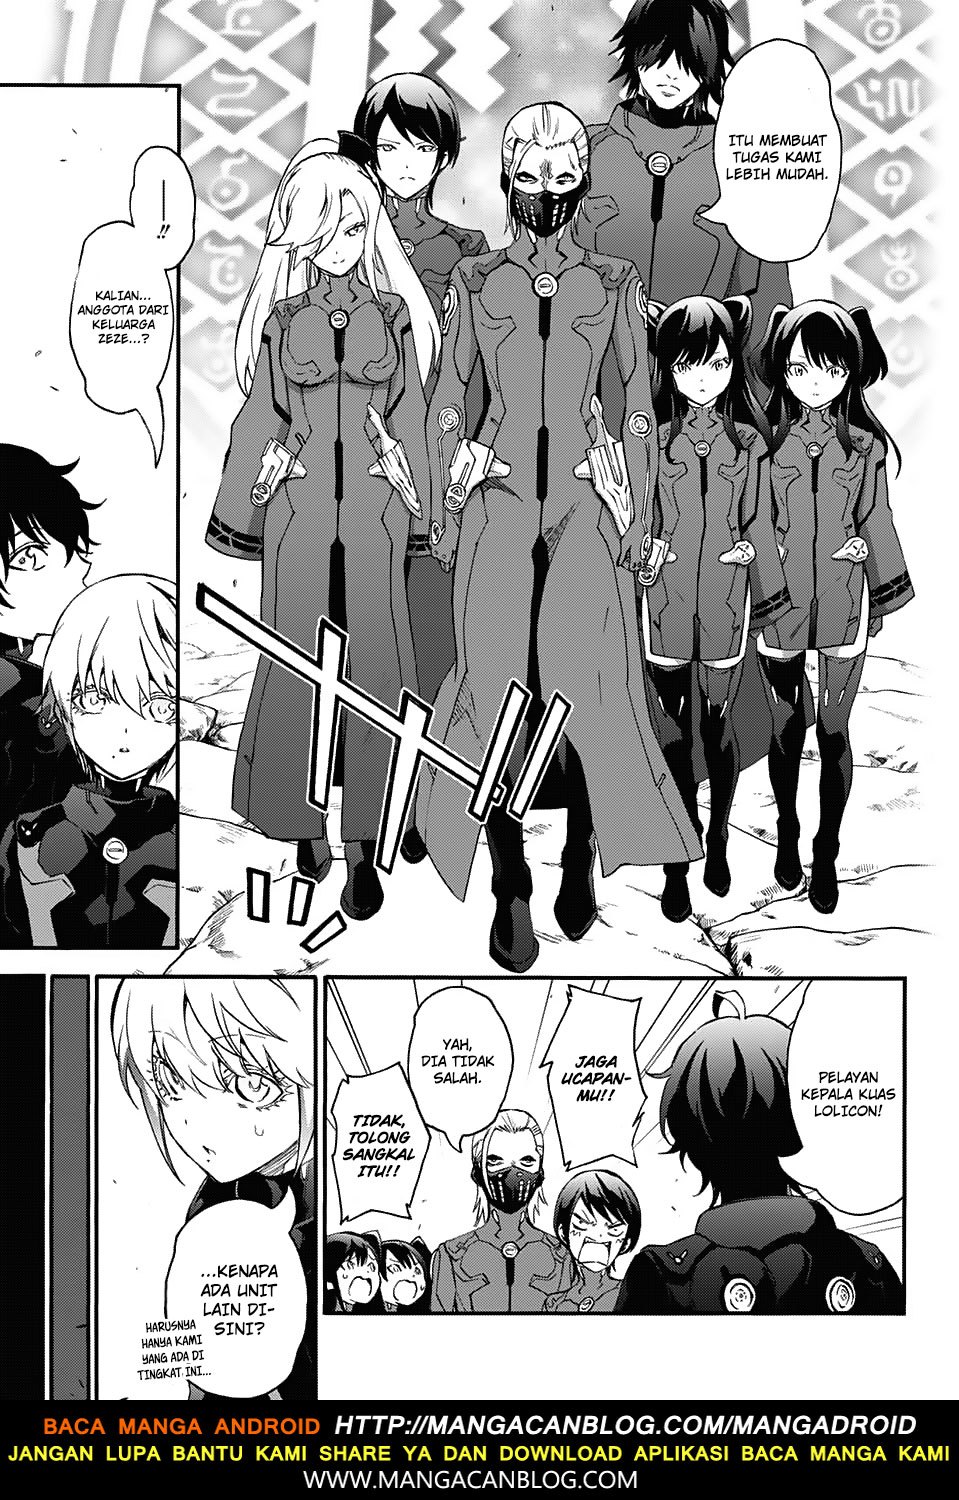 ITU MEMBUAT
TUGAS KAMI
LEBIH MUDAH.
!!
KALIAN...
ANGGOTA DARI
KELUARGA
ZEZE...?
PELAYAN
KEPALA KUAS
LOLICON!
JAGA
UCAPAN-
MU!!
YAH,
DIA TIDAK
SALAH.
TIDAK,
TOLONG
SANGKAL
ITU!!
...KENAPA
ADA UNIT
LAIN DI-
SINI?
HARUSNYA
HANYA KAMI
YANG ADA DI
TINGKAT INI...
BACA MANGA ANDROID HTTP://MANGACANBLOG.COM/MANGADROID
JANGAN LUPA BANTU KAMI SHARE YA DAN DOWNLOAD APLIKASI BACA MANGA KAMI
WWW.MANGACANBLOG.COM